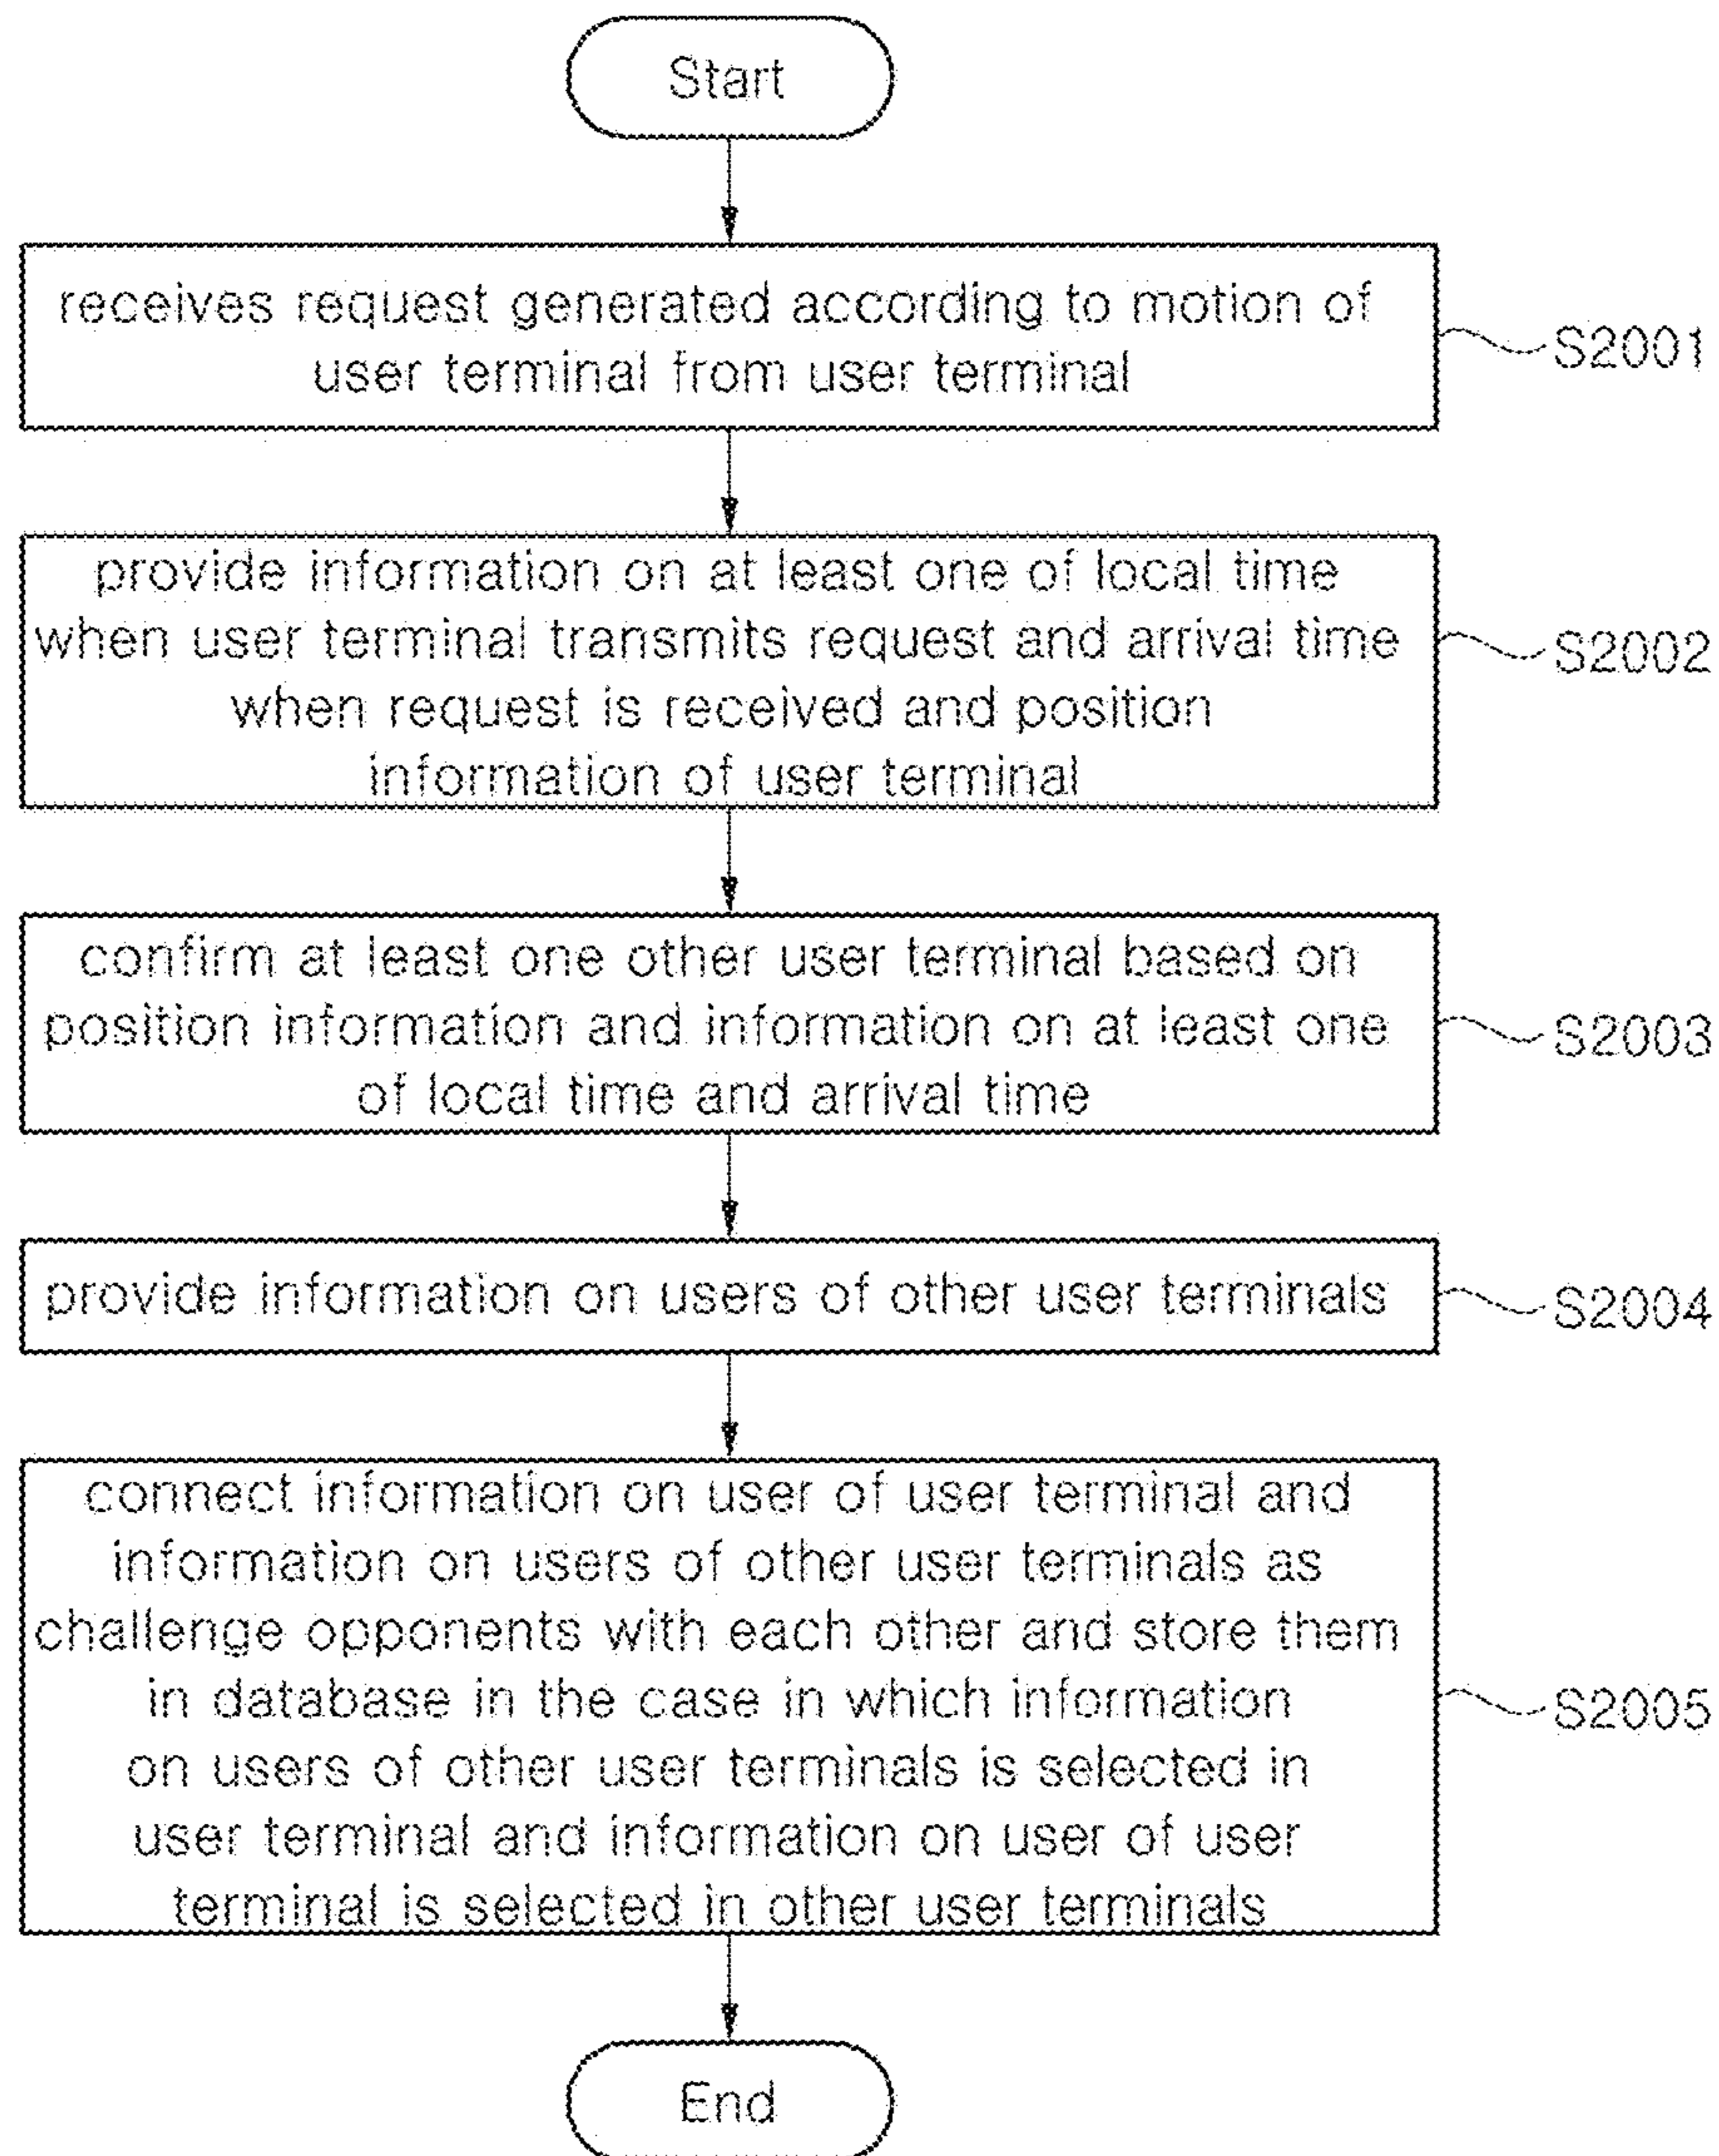 Start
receives request generated according to motion of
user terminal from user terminal
S2001
provide information on at least one of local time
when user terminal transmits request and arrival time
when request is received and position
information of user terminal
S2002
confirm at least one other user terminal based on
position information and information on at least one
of local time and arrival time
S2003
provide information on users of other user terminals
S2004
connect information on user of user terminal and
information on users of other user terminals as
challenge opponents with each other and store them
in database in the case in which information
on users of other user terminals is selected in
user terminal and information on user of user
terminal is selected in other user terminals
S2005
End